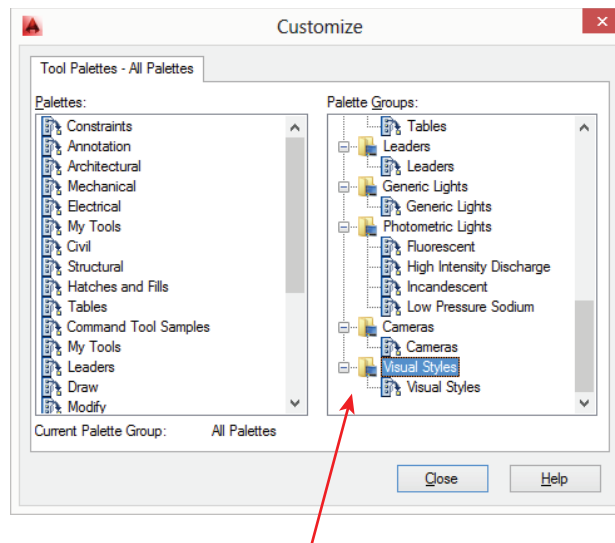 Customize
Tool Palettes - All Palettes
Palettes:
Constraints
Annotation
Architectural
Mechanical
Electrical
My Tools
Civil
Structural
Hatches and Fills
Tables
Command Tool Samples
My Tools
Leaders
Draw
Modify
Palette Groups:
Tables
Leaders
Leaders
Generic Lights
Generic Lights
Photometric Lights
Fluorescent
High Intensity Discharge
Incandescent
Low Pressure Sodium
Cameras
Cameras
Visual Styles
Visual Styles
Current Palette Group: All Palettes
Close
Help